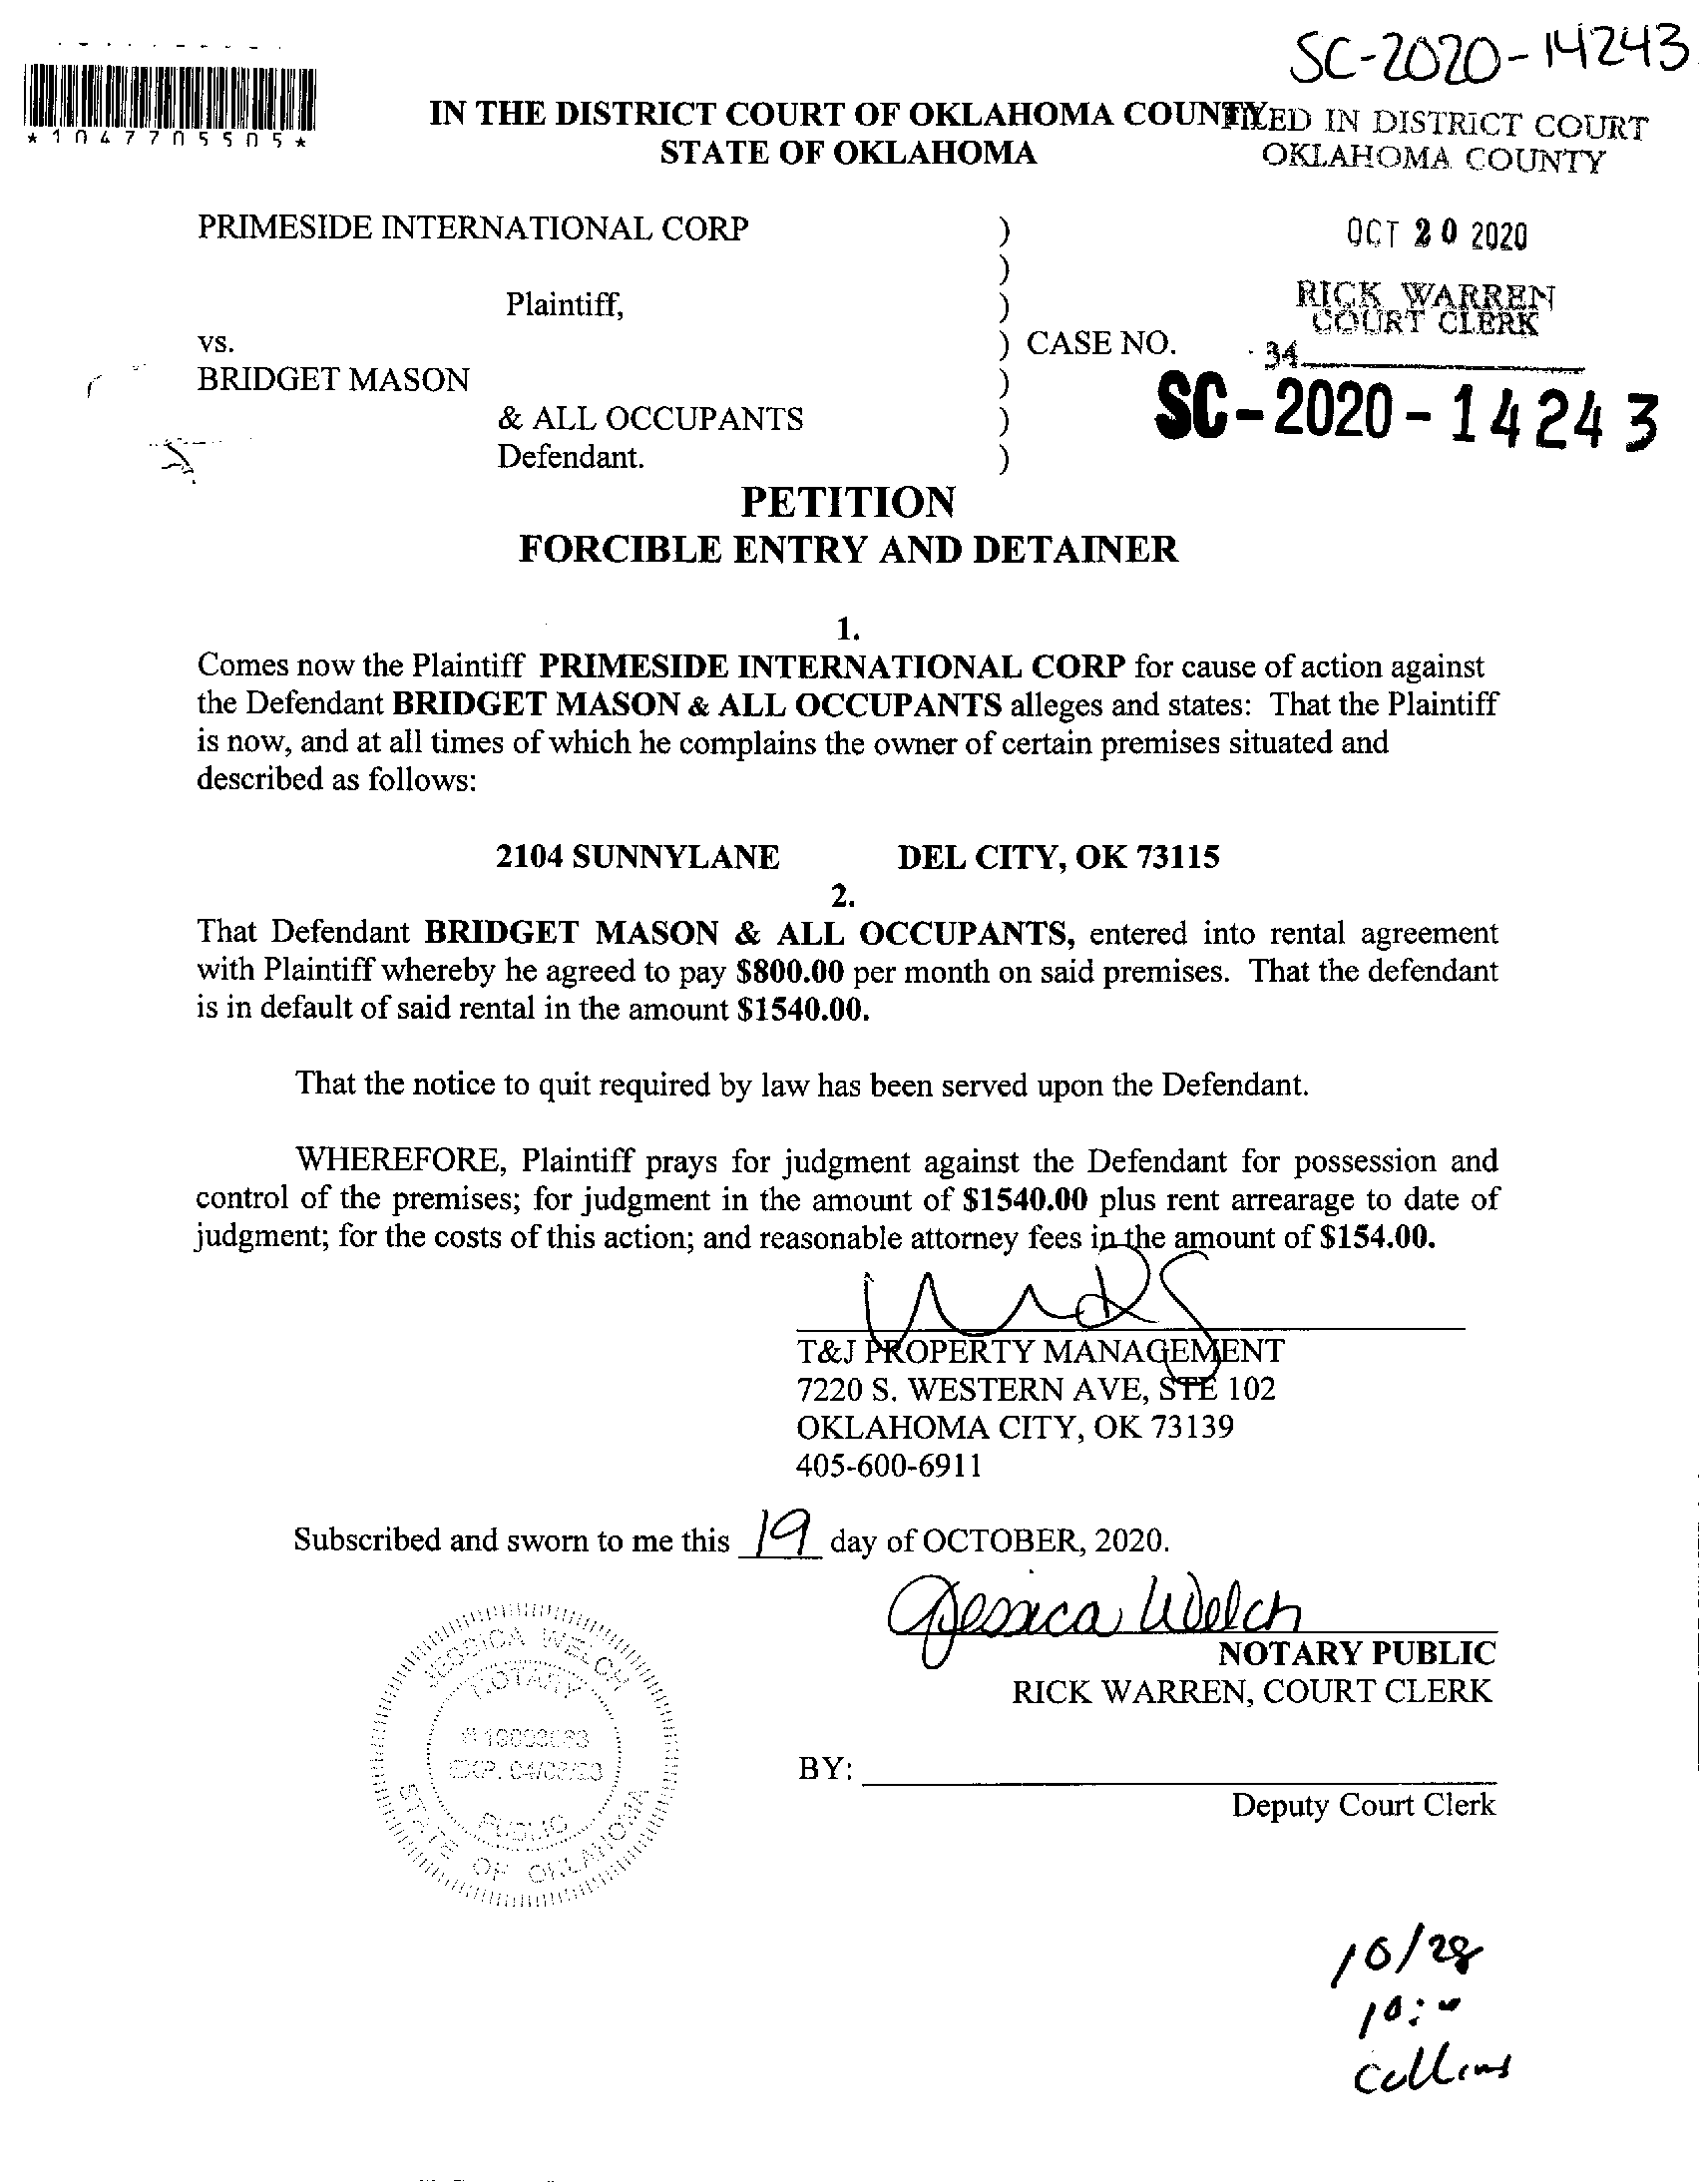 SC-2020-14243
*1047705505*
IN THE DISTRICT COURT OF OKLAHOMA COUNTY
STATE OF OKLAHOMA
FILED IN DISTRICT COURT
OKLAHOMA COUNTY
OCT 20 2020
RICK WARREN
COURT CLERK
34
PRIMESIDE INTERNATIONAL CORP )
)
Plaintiff, )
vs. ) CASE NO.
BRIDGET MASON )
& ALL OCCUPANTS )
Defendant. )
SC-2020-14243
PETITION
FORCIBLE ENTRY AND DETAINER
1.
Comes now the Plaintiff PRIMESIDE INTERNATIONAL CORP for cause of action against
the Defendant BRIDGET MASON & ALL OCCUPANTS alleges and states: That the Plaintiff
is now, and at all times of which he complains the owner of certain premises situated and
described as follows:
2104 SUNNYLANE DEL CITY, OK 73115
2.
That Defendant BRIDGET MASON & ALL OCCUPANTS, entered into rental agreement
with Plaintiff whereby he agreed to pay $800.00 per month on said premises. That the defendant
is in default of said rental in the amount $1540.00.
That the notice to quit required by law has been served upon the Defendant.
WHEREFORE, Plaintiff prays for judgment against the Defendant for possession and
control of the premises; for judgment in the amount of $1540.00 plus rent arrearage to date of
judgment; for the costs of this action; and reasonable attorney fees in the amount of $154.00.
T&J PROPERTY MANAGEMENT
7220 S. WESTERN AVE, STE 102
OKLAHOMA CITY, OK 73139
405-600-6911
Subscribed and sworn to me this 19 day of OCTOBER, 2020.
Jessica Welch
NOTARY PUBLIC
RICK WARREN, COURT CLERK
JESSICA WELCH
NOTARY
PUBLIC
STATE OF OKLAHOMA
BY:
Deputy Court Clerk
10/28
Collins